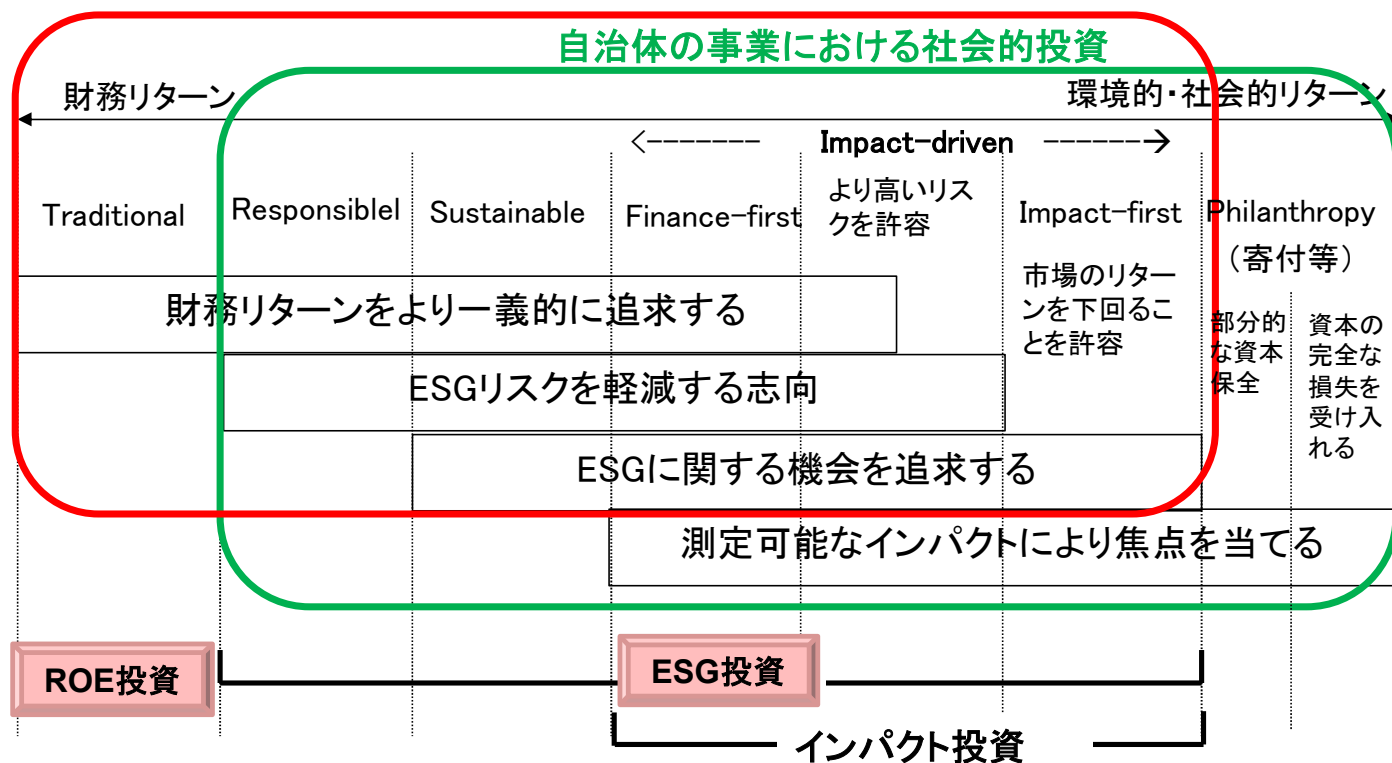 自治体の事業における社会的投資
財務リターン
環境的・社会的リターン
<------- Impact-driven ------→
Traditional
Responsiblel
Sustainable
Finance-first
より高いリス
クを許容
Impact-first
市場のリター
ンを下回るこ
とを許容
Philanthropy
（寄付等）
部分的
な資本
保全
資本の
完全な
損失を
受け入
れる
財務リターンをより一義的に追求する
ESGリスクを軽減する志向
ESGに関する機会を追求する
測定可能なインパクトにより焦点を当てる
ROE投資
ESG投資
インパクト投資